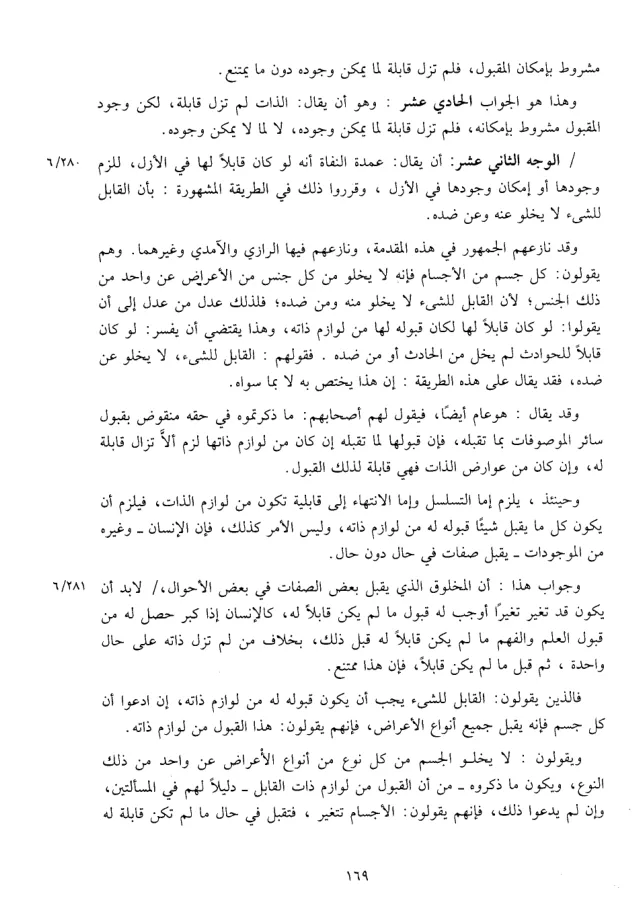 مشروط بإمكان المقبول، فلم تزل قابلة لما يمكن وجوده دون ما يمتنع.
وهذا هو الجواب الحادي عشر : وهو أن يقال: الذات لم تزل قابلة، لكن وجود
المقبول مشروط بإمكانه، فلم تزل قابلة لما يمكن وجوده، لا لما لا يمكن وجوده.
/ الوجه الثاني عشر: أن يقال: عمدة النفاة أنه لو كان قابلاً لها في الأزل، للزم ٦/٢٨٠
وجودها أو إمكان وجودها في الأزل ، وقرروا ذلك في الطريقة المشهورة : بأن القابل
للشىء لا يخلو عنه وعن ضده.
وقد نازعهم الجمهور في هذه المقدمة، ونازعهم فيها الرازي والآمدي وغيرهما. وهم
يقولون: كل جسم من الأجسام فإنه لا يخلو من كل جنس من الأعراض عن واحد من
ذلك الجنس؛ لأن القابل للشىء لا يخلو منه ومن ضده؛ فلذلك عدل من عدل إلى أن
يقولوا: لو كان قابلاً لها لكان قبوله لها من لوازم ذاته، وهذا يقتضي أن يفسر: لو كان
قابلاً للحوادث لم يخل من الحادث أو من ضده . فقولهم : القابل للشىء، لا يخلو عن
ضده، فقد يقال على هذه الطريقة : إن هذا يختص به لا بما سواه.
وقد يقال : هوعام أيضًا، فيقول لهم أصحابهم: ما ذكرتموه في حقه منقوض بقبول
سائر الموصوفات بما تقبله، فإن قبولها لما تقبله إن كان من لوازم ذاتها لزم ألاَّ تزال قابلة
له، وإن كان من عوارض الذات فهي قابلة لذلك القبول.
وحينئذ ، يلزم إما التسلسل وإما الانتهاء إلى قابلية تكون من لوازم الذات، فيلزم أن
يكون كل ما يقبل شيئًا قبوله له من لوازم ذاته، وليس الأمر كذلك، فإن الإنسان ـ وغيره
من الموجودات ـ يقبل صفات في حال دون حال.
وجواب هذا : أن المخلوق الذي يقبل بعض الصفات في بعض الأحوال،/ لابد أن ٦/٢٨١
يكون قد تغير تغيراً أوجب له قبول ما لم يكن قابلاً له، كالإنسان إذا كبر حصل له من
قبول العلم والفهم ما لم يكن قابلاً له قبل ذلك، بخلاف من لم تزل ذاته على حال
واحدة ، ثم قبل ما لم يكن قابلاً، فإن هذا ممتنع.
فالذين يقولون: القابل للشىء يجب أن يكون قبوله له من لوازم ذاته، إن ادعوا أن
كل جسم فإنه يقبل جميع أنواع الأعراض، فإنهم يقولون: هذا القبول من لوازم ذاته.
ويقولون : لا يخلـو الجسم من كل نوع من أنواع الأعراض عن واحد من ذلك
النوع، ويكون ما ذكروه ـ من أن القبول من لوازم ذات القابل ـ دليلاً لهم في المسألتين،
وإن لم يدعوا ذلك، فإنهم يقولون: الأجسام تتغير ، فتقبل في حال ما لم تكن قابلة له
١٦٩